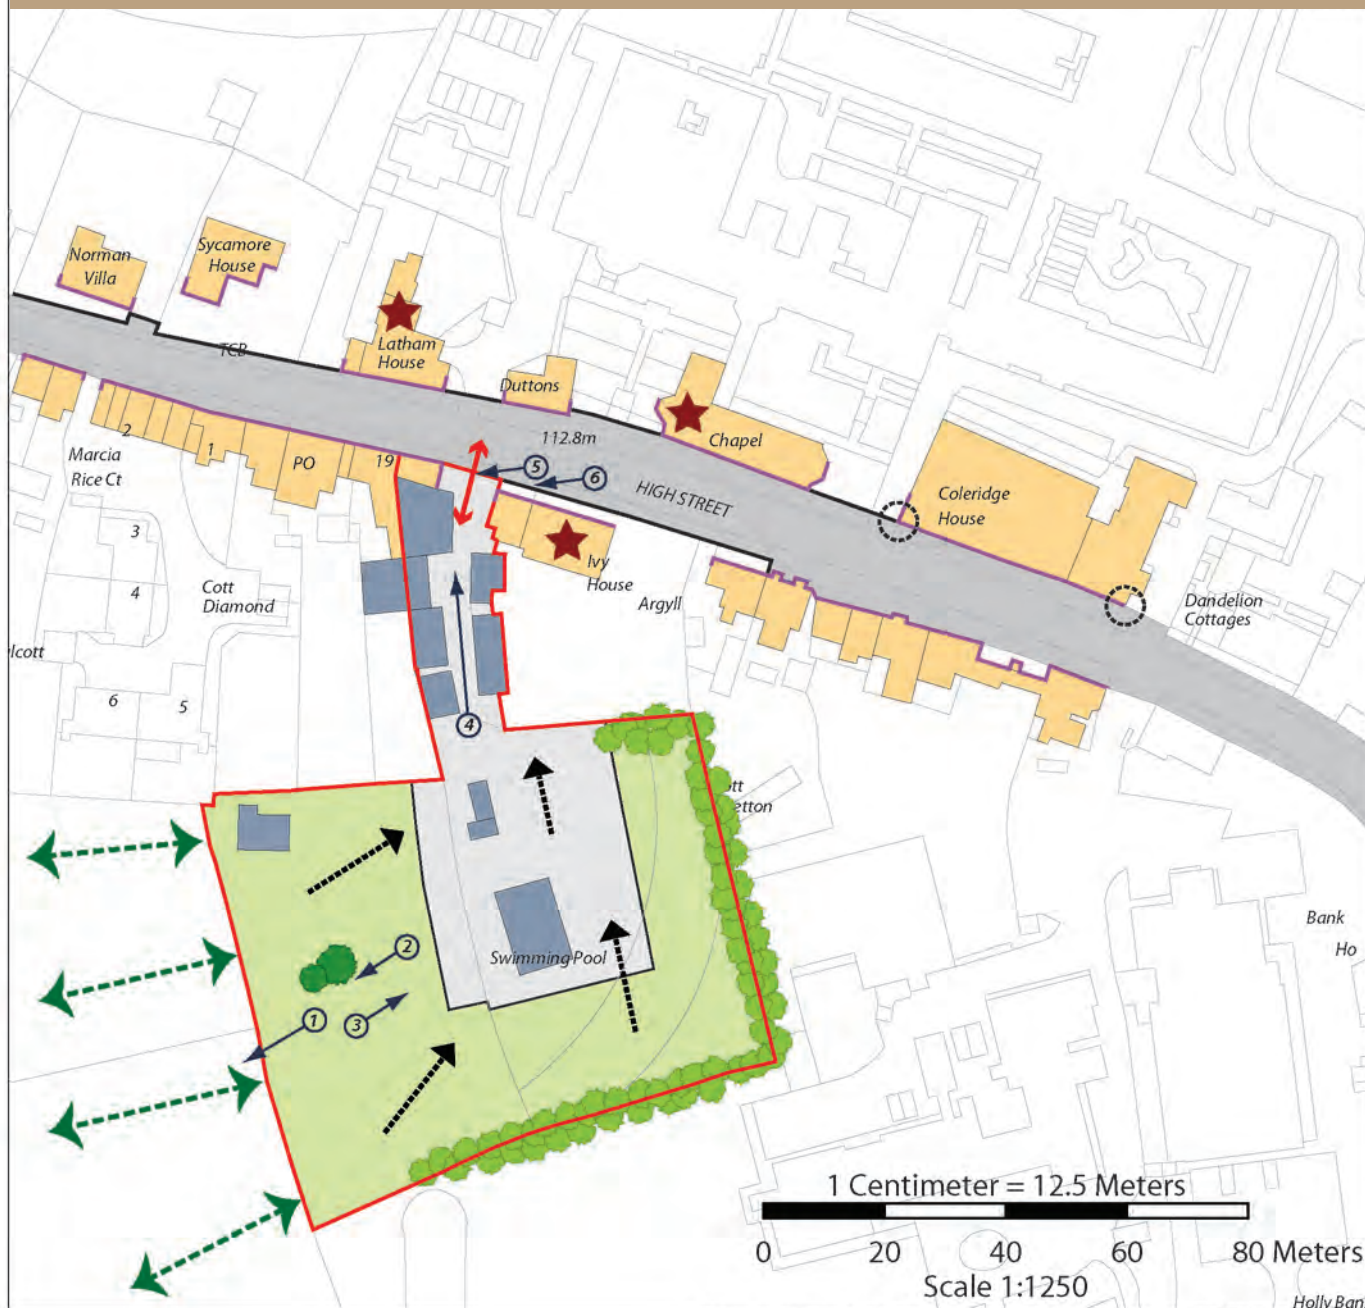 Norman
Villa
Sycamore
House
TCB
Latham
House
Duttons
112.8m
Chapel
HIGH STREET
Coleridge
House
Dandelion
Cottages
2
1
PO
19
Marcia
Rice Ct
3
4
Cott
Diamond
6
5
5
6
Ivy
House
Argyll
4
Swimming Pool
2
1
3
Bank
Ho
1 Centimeter = 12.5 Meters
0 20 40 60 80 Meters
Scale 1:1250
Holly Ban